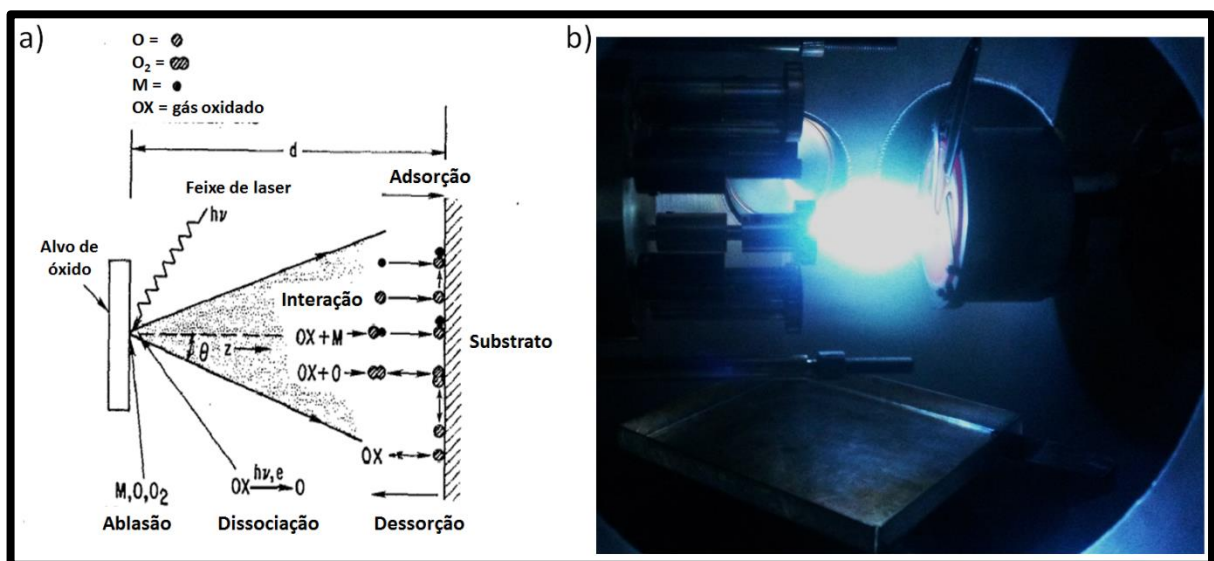 a)
O =
O₂ =
M =
OX = gás oxidado
d
Adsorção
Feixe de laser
hν
Alvo de
óxido
Interação
OX+M
Substrato
θ z
OX+O
OX
hν,e
M,O,O₂
OX → O
Ablasão
Dissociação
Dessorção
b)